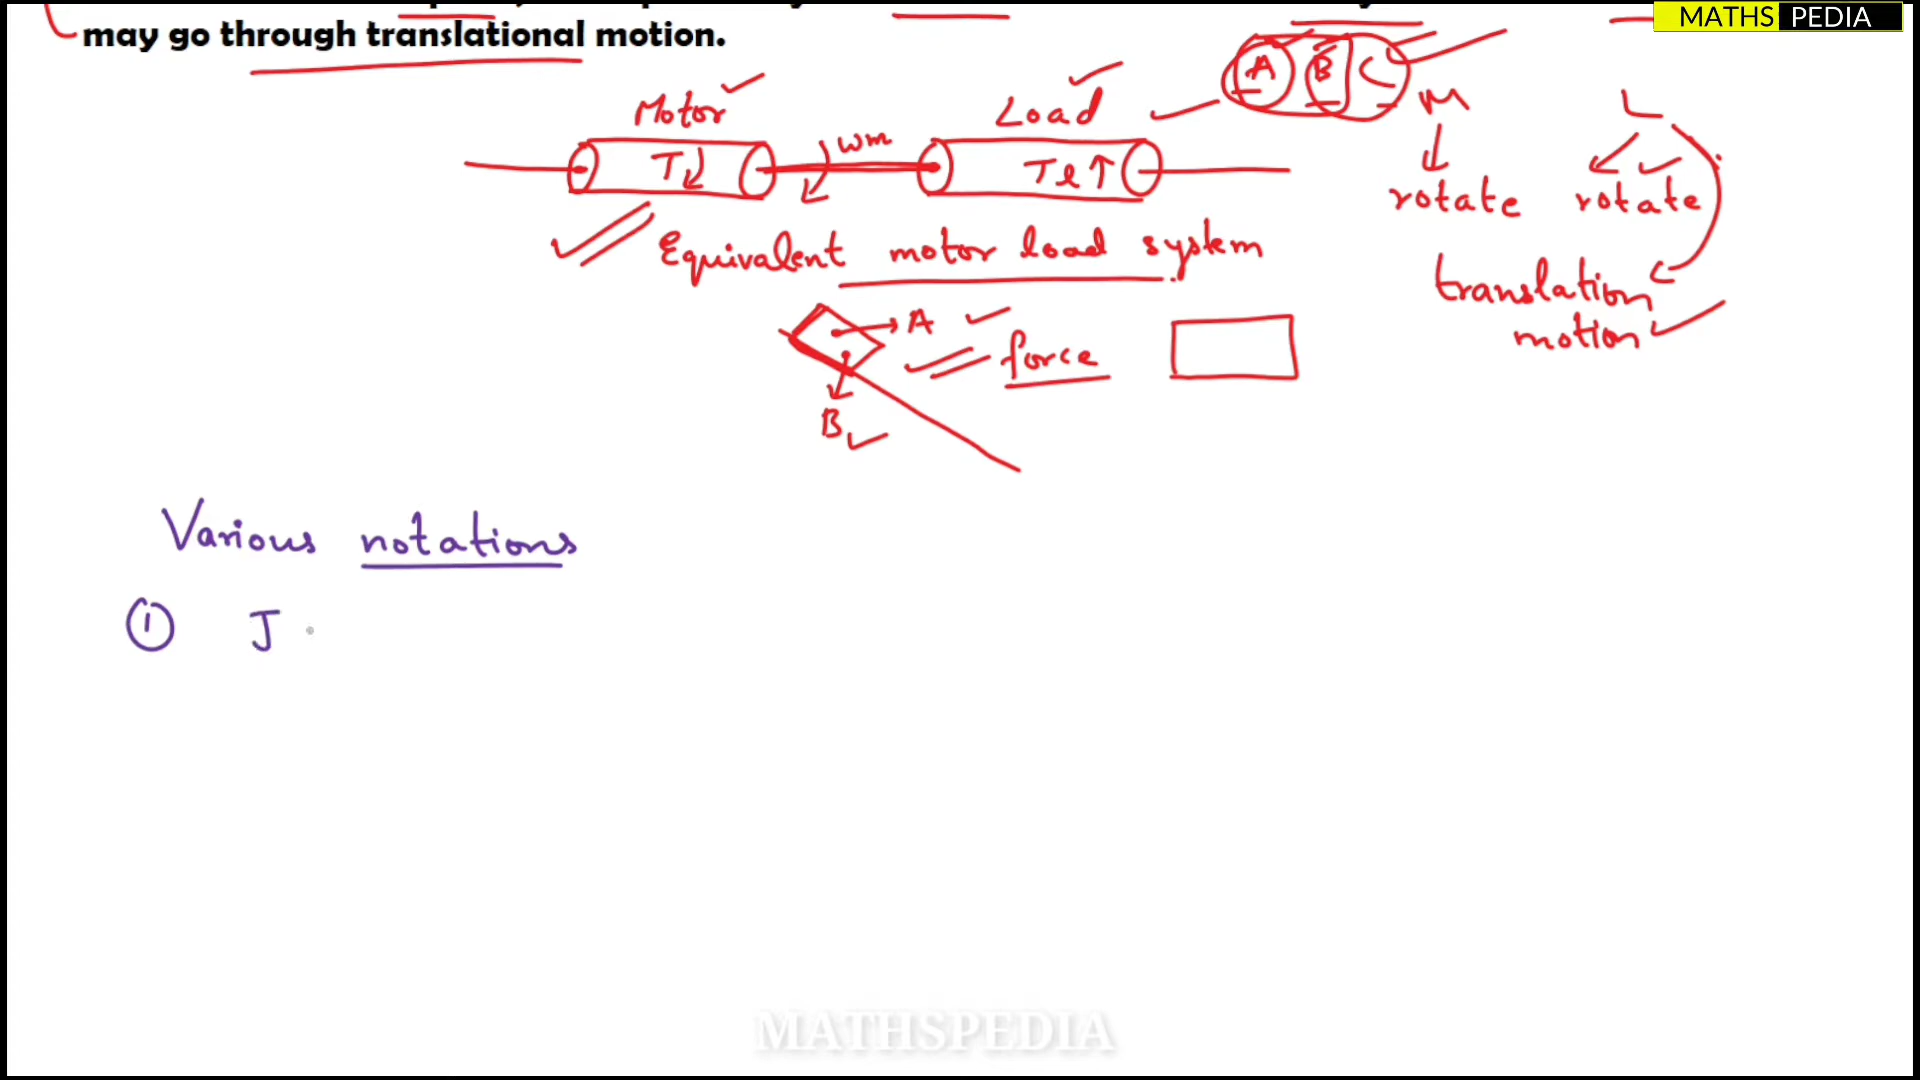 MATHS PEDIA
may go through translational motion.
A B C
Motor
Load
M L
T
wm
Tl
rotate rotate
Equivalent motor load system
translation
motion
A
force
B
Various notations
1 J
MATHSPEDIA